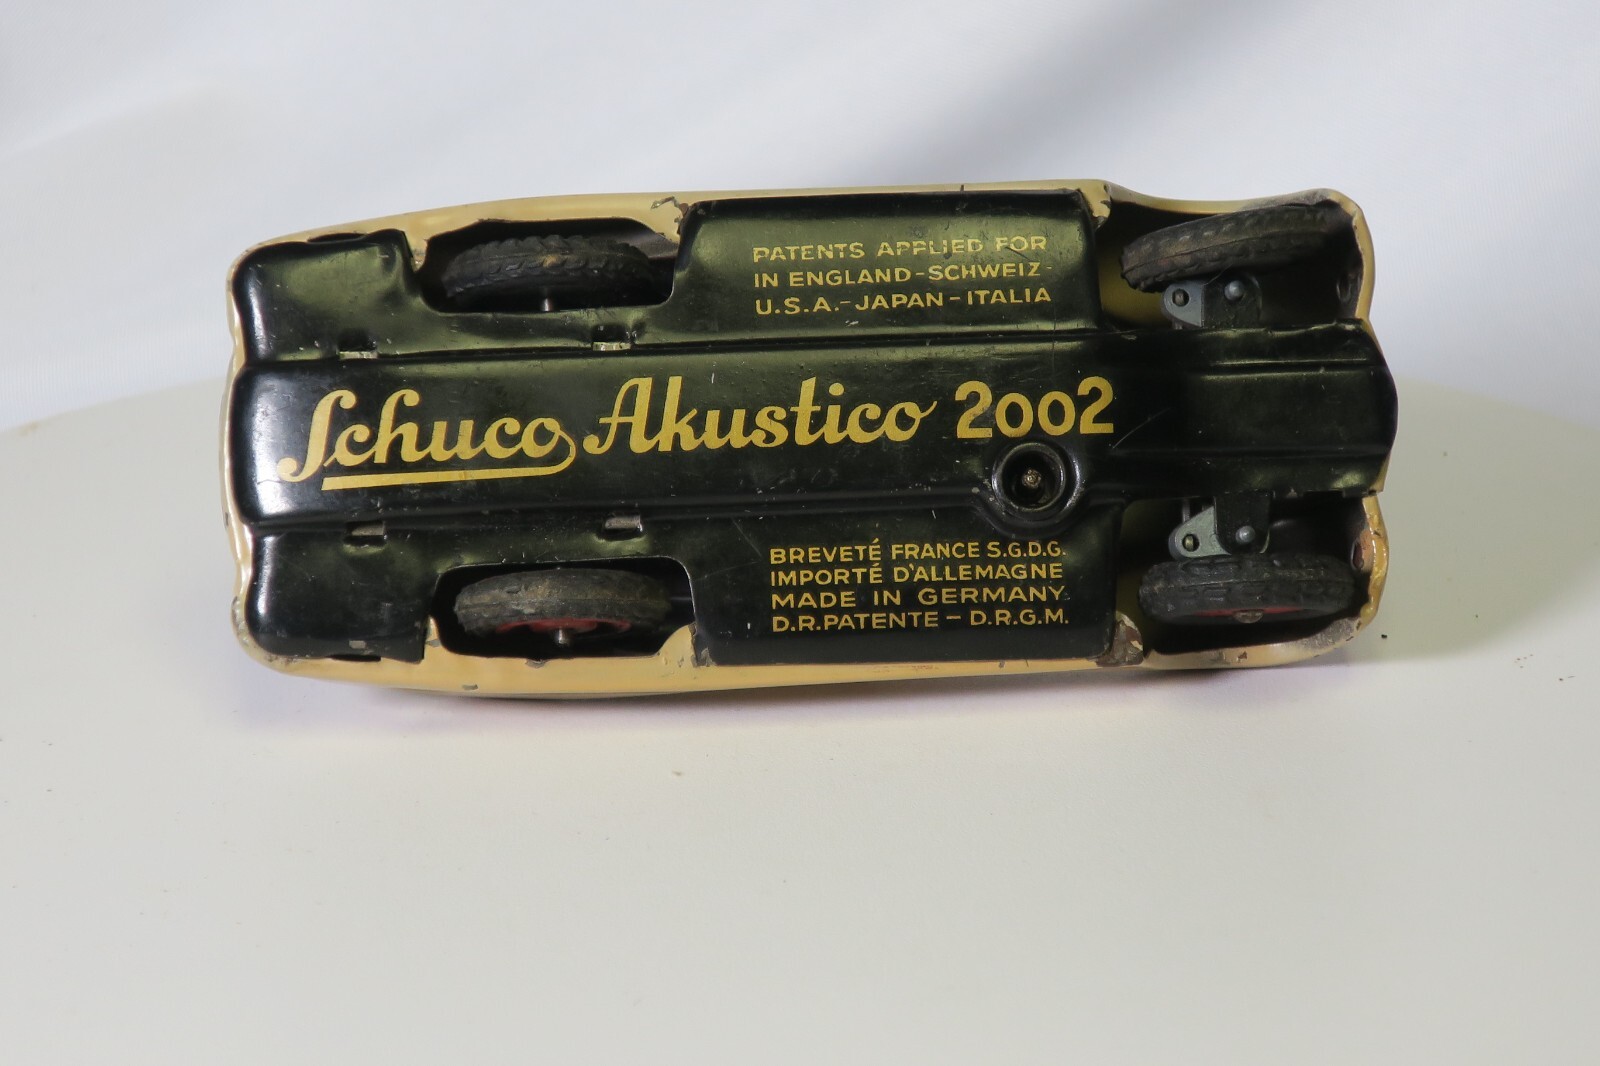 PATENTS APPLIED FOR
IN ENGLAND-SCHWEIZ-
U.S.A.-JAPAN-ITALIA
Schuco Akustico 2002
BREVETÉ FRANCE S.G.D.G.
IMPORTÉ D'ALLEMAGNE
MADE IN GERMANY
D.R.PATENTE - D.R.G.M.